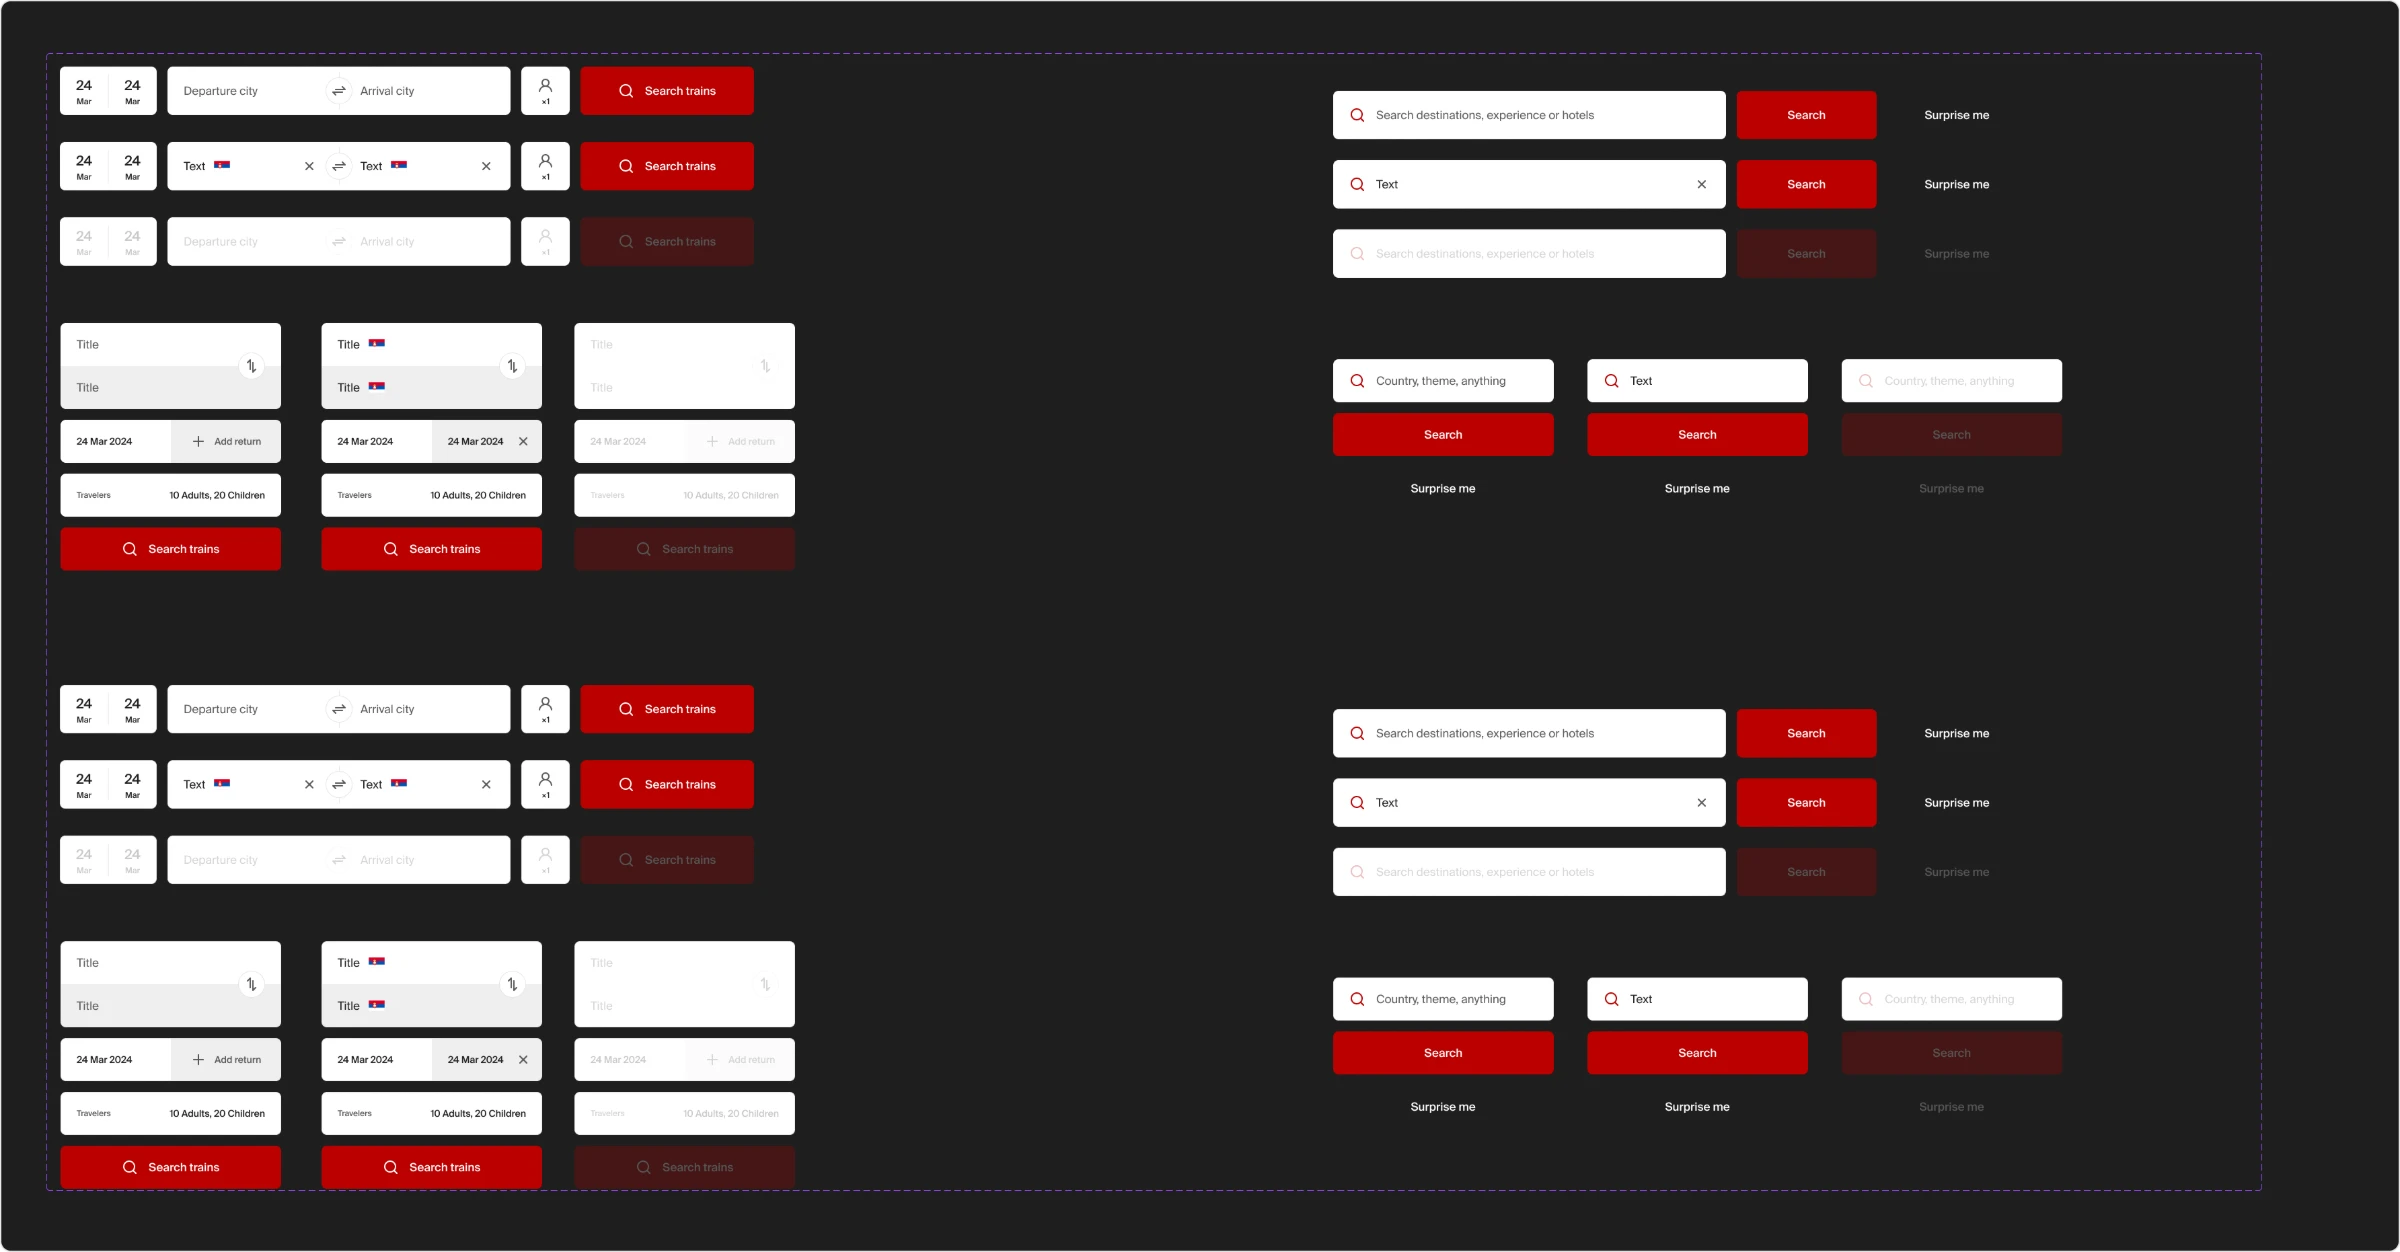 24 24 Departure city Arrival city Search trains
Mar Mar x1
24 24 Text Text Search trains
Mar Mar x1
24 24 Departure city Arrival city Search trains
Mar Mar x1
Title Title Title
Title Title Title
24 Mar 2024 Add return 24 Mar 2024 24 Mar 2024 24 Mar 2024 Add return
Travelers 10 Adults, 20 Children Travelers 10 Adults, 20 Children Travelers 10 Adults, 20 Children
Search trains Search trains Search trains
Search destinations, experience or hotels Search Surprise me
Text Search Surprise me
Search destinations, experience or hotels Search Surprise me
Country, theme, anything Text Country, theme, anything
Search Search Search
Surprise me Surprise me Surprise me
24 24 Departure city Arrival city Search trains
Mar Mar x1
24 24 Text Text Search trains
Mar Mar x1
24 24 Departure city Arrival city Search trains
Mar Mar x1
Title Title Title
Title Title Title
24 Mar 2024 Add return 24 Mar 2024 24 Mar 2024 24 Mar 2024 Add return
Travelers 10 Adults, 20 Children Travelers 10 Adults, 20 Children Travelers 10 Adults, 20 Children
Search trains Search trains Search trains
Search destinations, experience or hotels Search Surprise me
Text Search Surprise me
Search destinations, experience or hotels Search Surprise me
Country, theme, anything Text Country, theme, anything
Search Search Search
Surprise me Surprise me Surprise me